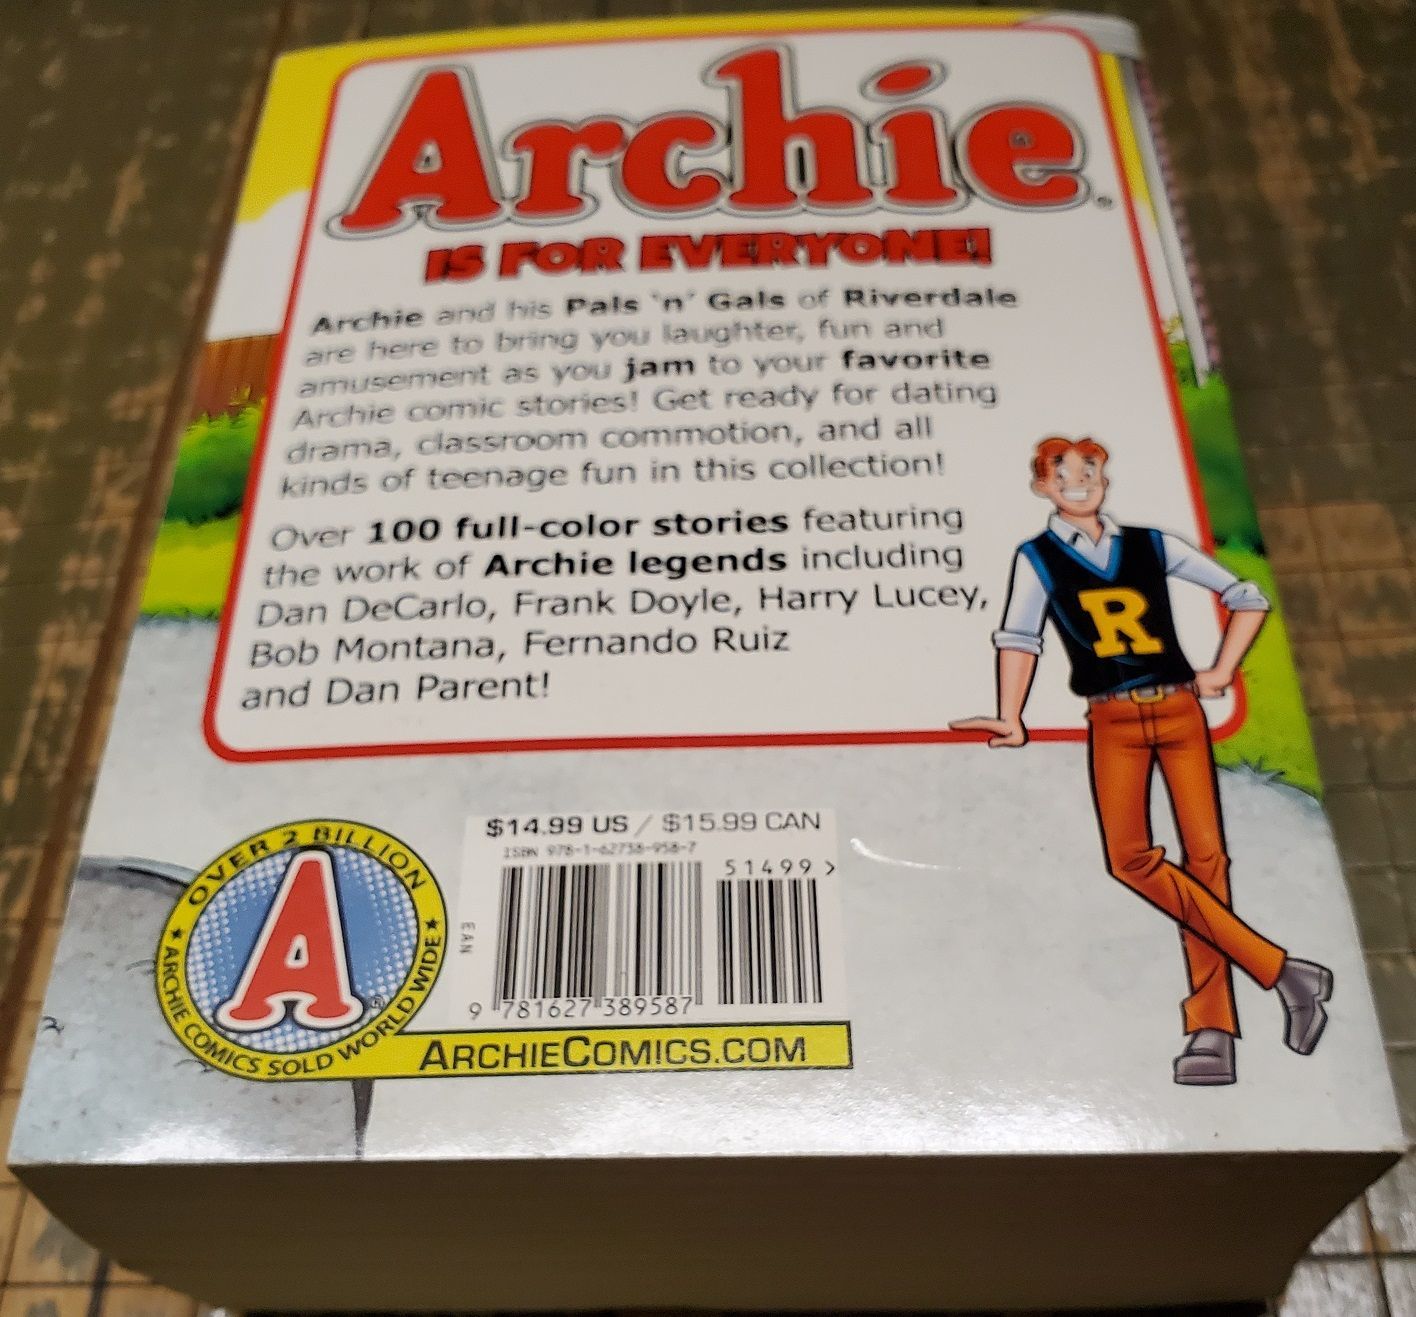 Archie
IS FOR EVERYONE!
Archie and his Pals 'n' Gals of Riverdale
are here to bring you laughter, fun and
amusement as you jam to your favorite
Archie comic stories! Get ready for dating
drama, classroom commotion, and all
kinds of teenage fun in this collection!
Over 100 full-color stories featuring
the work of Archie legends including
Dan DeCarlo, Frank Doyle, Harry Lucey,
Bob Montana, Fernando Ruiz
and Dan Parent!
R
$14.99 US / $15.99 CAN
ISBN 978-1-62738-958-7
51499>
EAN
9 781627 389587
OVER 2 BILLION
A®
★ ARCHIE COMICS SOLD WORLD WIDE ★
ARCHIECOMICS.COM